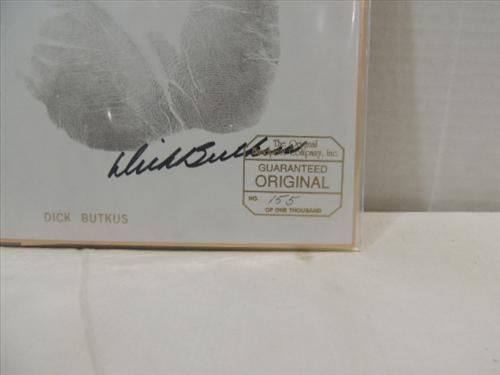 Dick Butkus
The Original
Company, Inc.
GUARANTEED
ORIGINAL
NO. 155
OF ONE THOUSAND
DICK BUTKUS